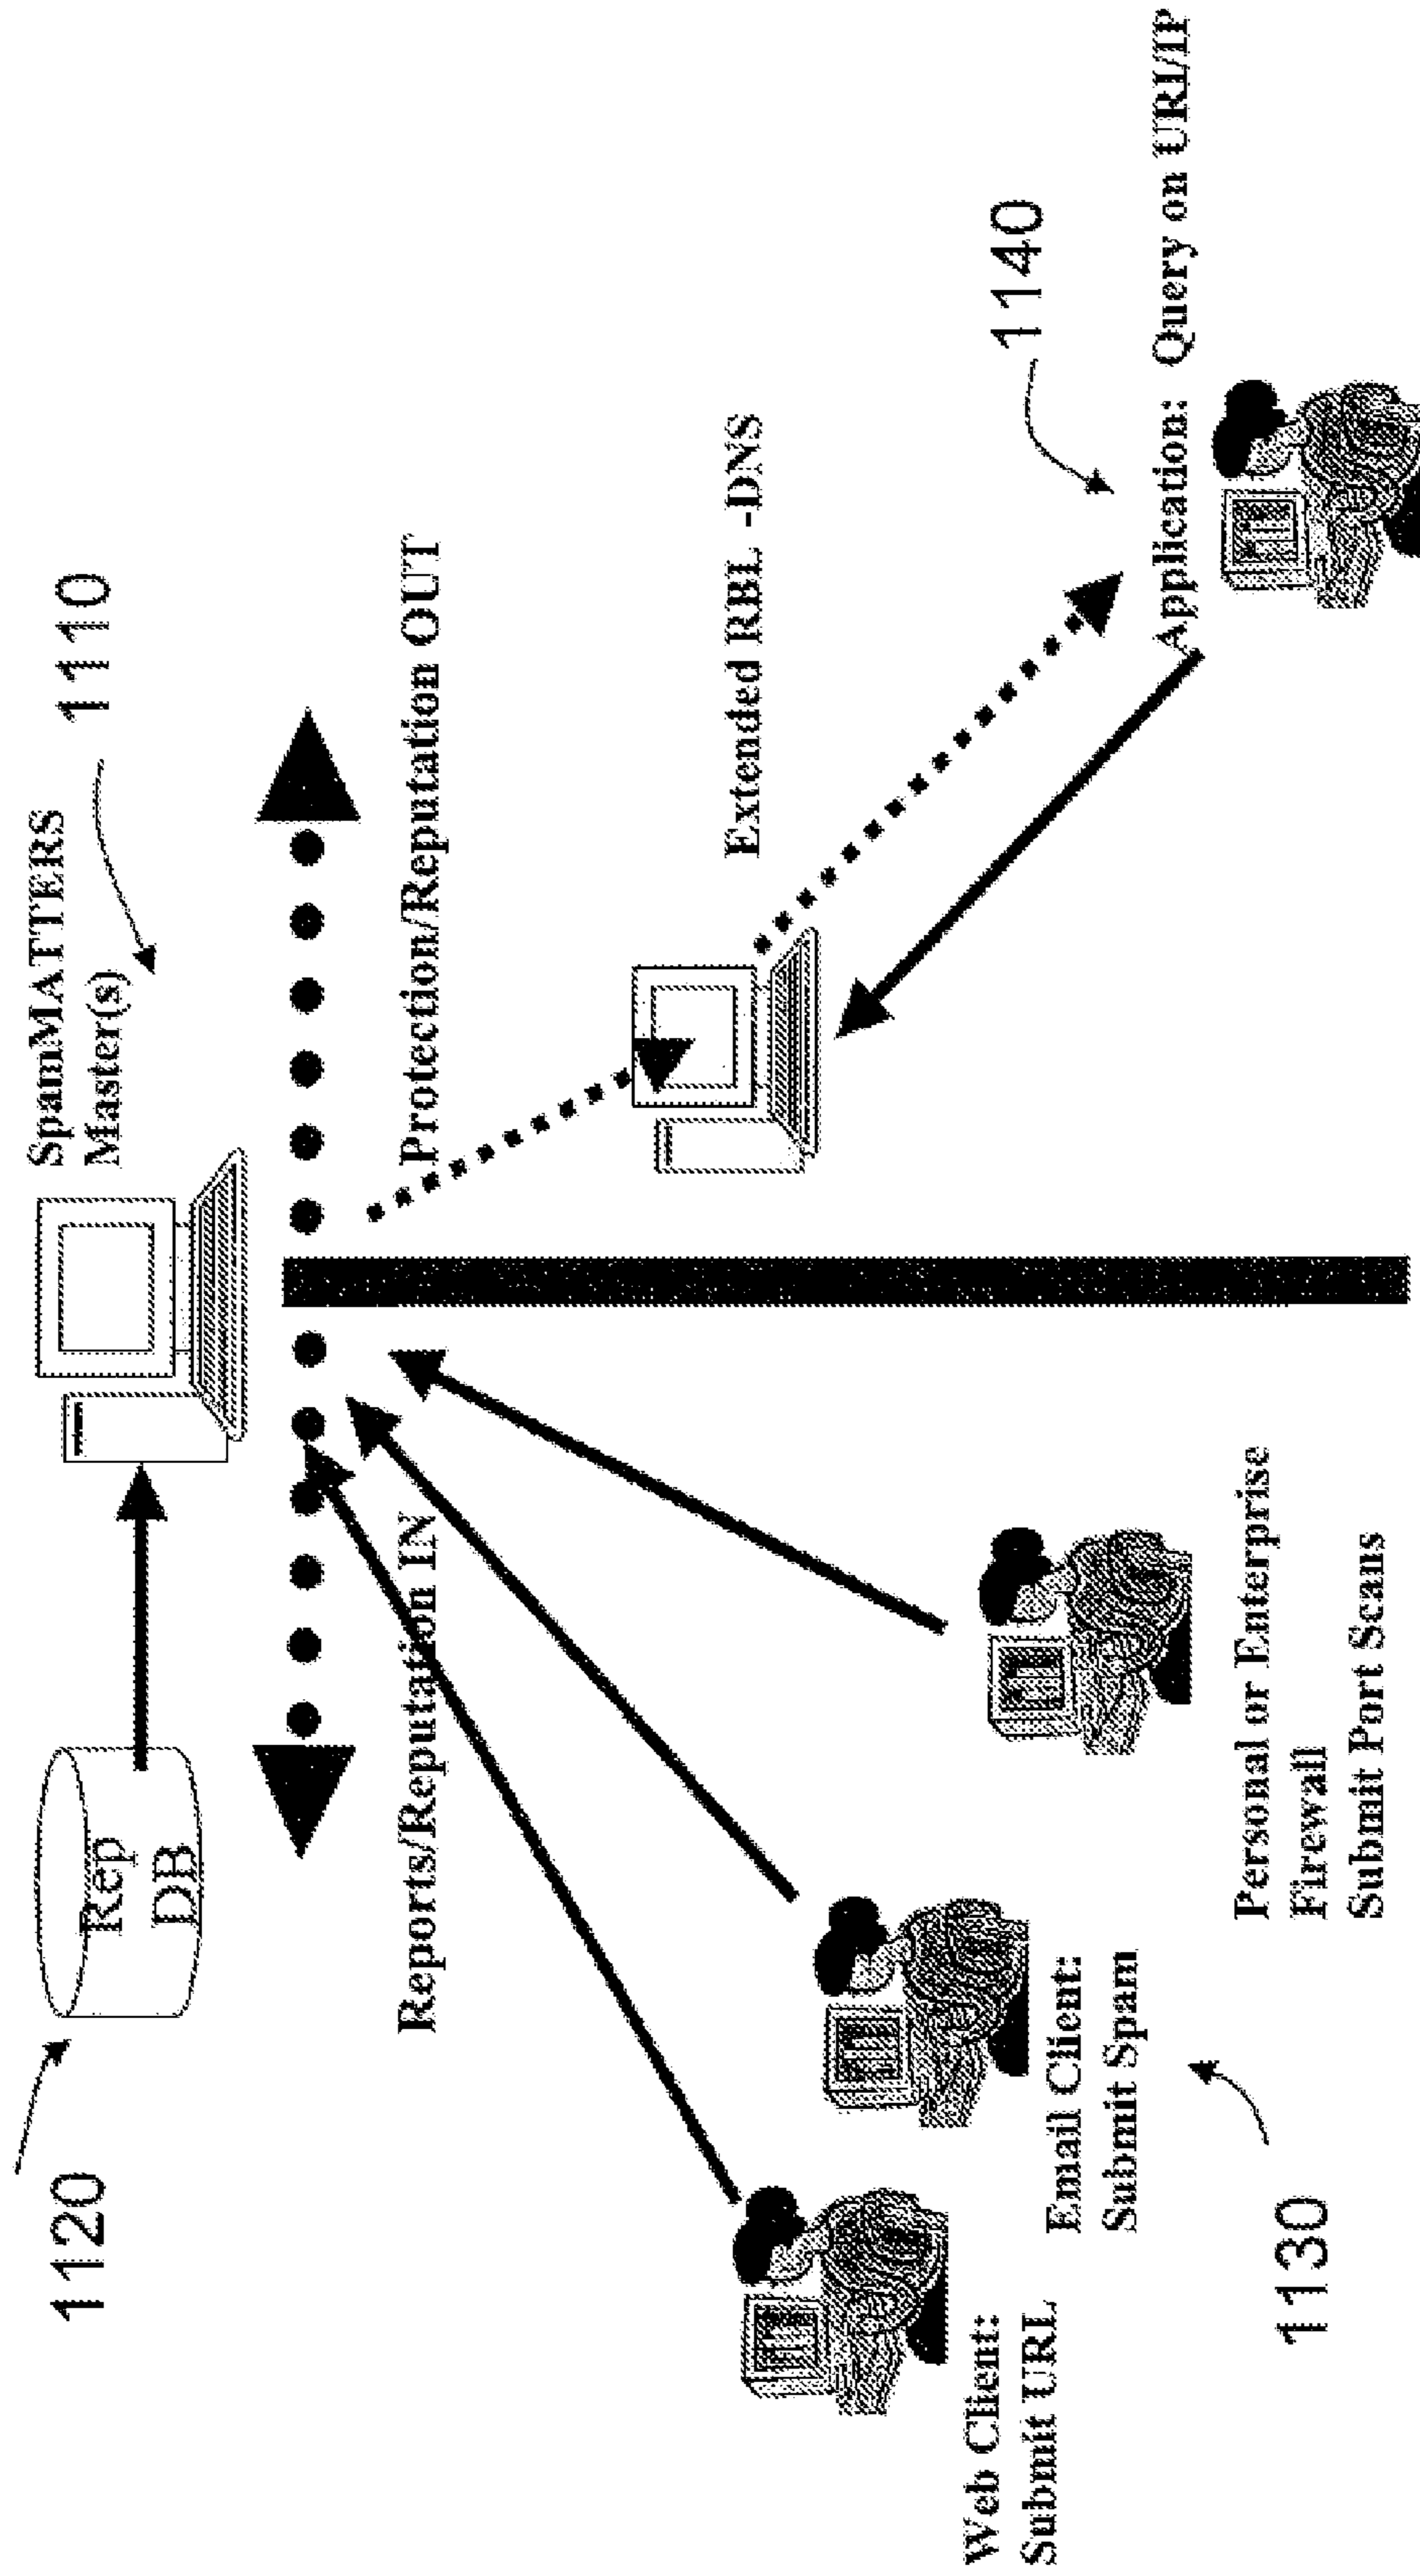 1120
Rep
DB
SpamMATTERS
Master(s)
1110
Reports/Reputation IN
Protection/Reputation OUT
Extended RBL -DNS
1140
Application: Query on URI/IP
Web Client:
Submit URL
Email Client:
Submit Spam
1130
Personal or Enterprise
Firewall
Submit Port Scans